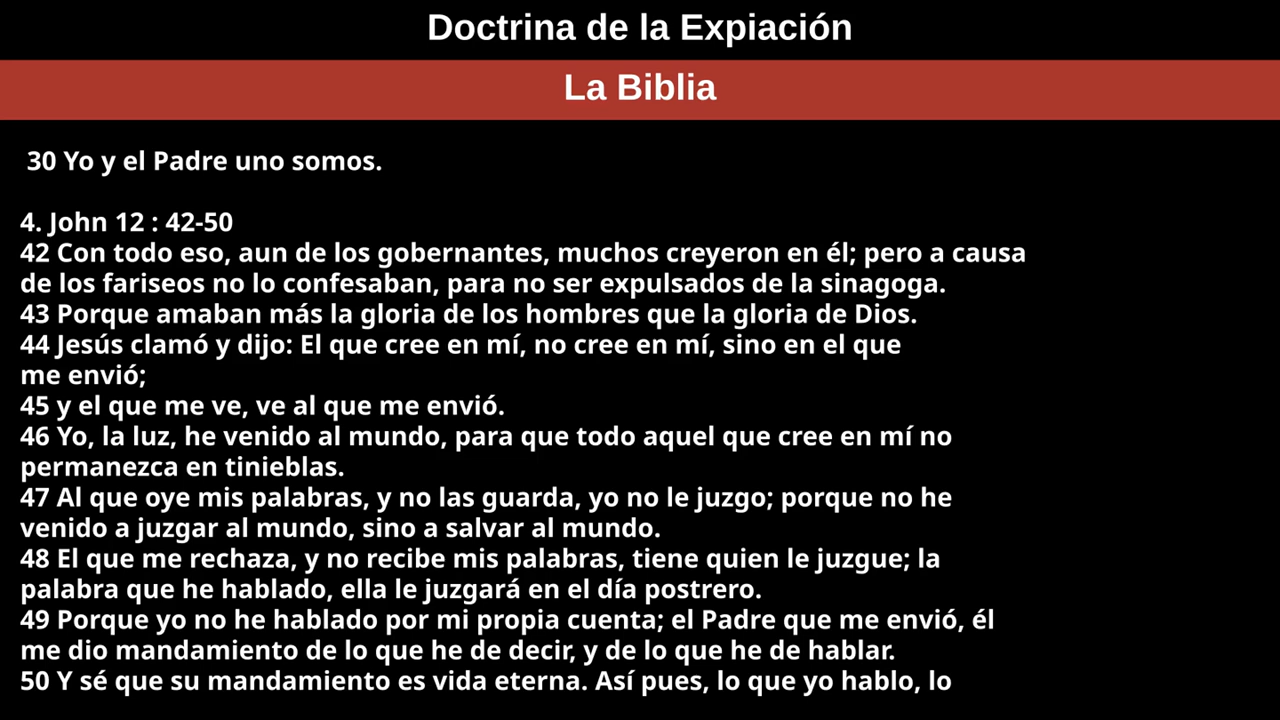 Doctrina de la Expiación
La Biblia
30 Yo y el Padre uno somos.
4. John 12 : 42-50
42 Con todo eso, aun de los gobernantes, muchos creyeron en él; pero a causa
de los fariseos no lo confesaban, para no ser expulsados de la sinagoga.
43 Porque amaban más la gloria de los hombres que la gloria de Dios.
44 Jesús clamó y dijo: El que cree en mí, no cree en mí, sino en el que
me envió;
45 y el que me ve, ve al que me envió.
46 Yo, la luz, he venido al mundo, para que todo aquel que cree en mí no
permanezca en tinieblas.
47 Al que oye mis palabras, y no las guarda, yo no le juzgo; porque no he
venido a juzgar al mundo, sino a salvar al mundo.
48 El que me rechaza, y no recibe mis palabras, tiene quien le juzgue; la
palabra que he hablado, ella le juzgará en el día postrero.
49 Porque yo no he hablado por mi propia cuenta; el Padre que me envió, él
me dio mandamiento de lo que he de decir, y de lo que he de hablar.
50 Y sé que su mandamiento es vida eterna. Así pues, lo que yo hablo, lo